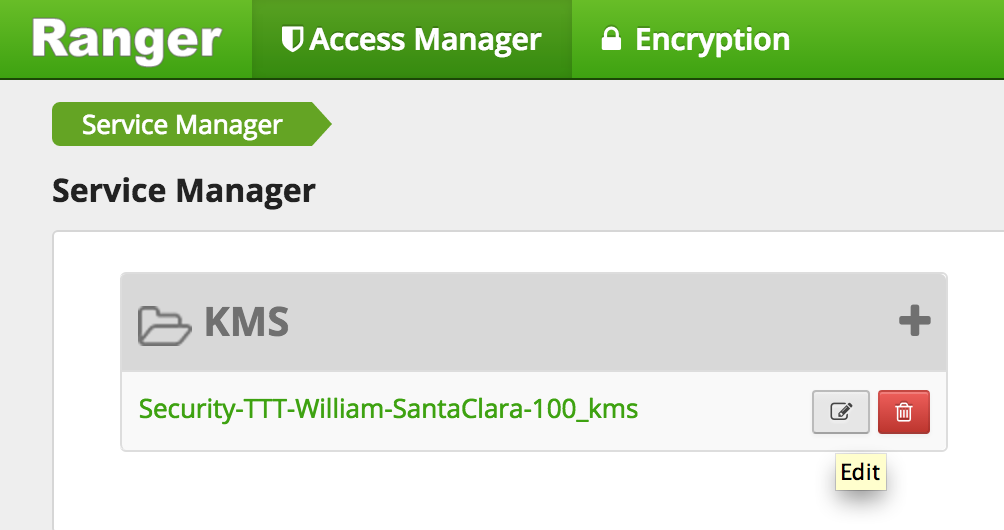 Ranger Access Manager Encryption
Service Manager
Service Manager
KMS
Security-TTT-William-SantaClara-100_kms
Edit